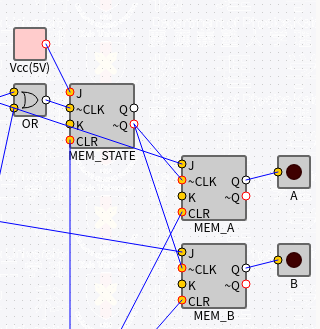 Vcc(5V)
OR
J
~CLK
K
CLR
Q
~Q
MEM_STATE
J
~CLK
K
CLR
Q
~Q
MEM_A
A
J
~CLK
K
CLR
Q
~Q
MEM_B
B